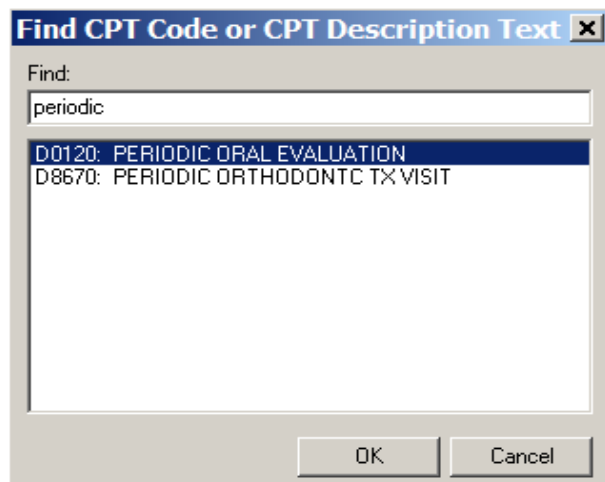 Find CPT Code or CPT Description Text
Find:
periodic
D0120: PERIODIC ORAL EVALUATION
D8670: PERIODIC ORTHODONTC TX VISIT
OK Cancel